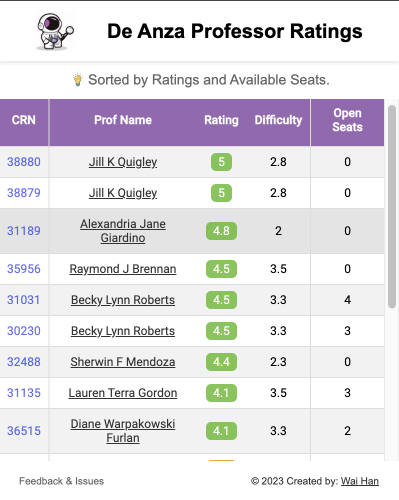 De Anza Professor Ratings
💡 Sorted by Ratings and Available Seats.
CRN Prof Name Rating Difficulty Open Seats
38880 Jill K Quigley 5 2.8 0
38879 Jill K Quigley 5 2.8 0
31189 Alexandria Jane Giardino 4.8 2 0
35956 Raymond J Brennan 4.5 3.5 0
31031 Becky Lynn Roberts 4.5 3.3 4
30230 Becky Lynn Roberts 4.5 3.3 3
32488 Sherwin F Mendoza 4.4 2.3 0
31135 Lauren Terra Gordon 4.1 3.5 3
36515 Diane Warpakowski Furlan 4.1 3.3 2
Feedback & Issues © 2023 Created by: Wai Han